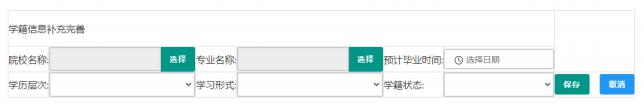 学籍信息补充完善
院校名称: 选择 专业名称: 选择 预计毕业时间: 选择日期
学历层次: 学习形式: 学籍状态: 保存 取消